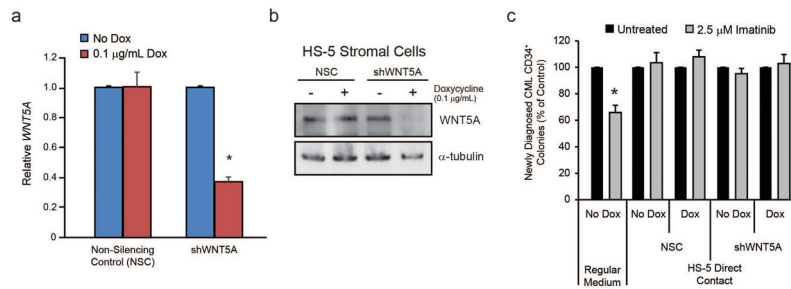 a
No Dox
0.1 µg/mL Dox
Relative WNT5A
1.2
1.0
0.8
0.6
0.4
0.2
0.0
*
Non-Silencing
Control (NSC)
shWNT5A
b
HS-5 Stromal Cells
NSC
shWNT5A
- + - +
Doxycycline
(0.1 µg/mL)
WNT5A
α-tubulin
c
Untreated
2.5 µM Imatinib
Newly Diagnosed CML CD34+
Colonies (% of Control)
120
100
80
60
40
20
0
*
No Dox No Dox Dox No Dox Dox
NSC
shWNT5A
Regular
Medium
HS-5 Direct
Contact